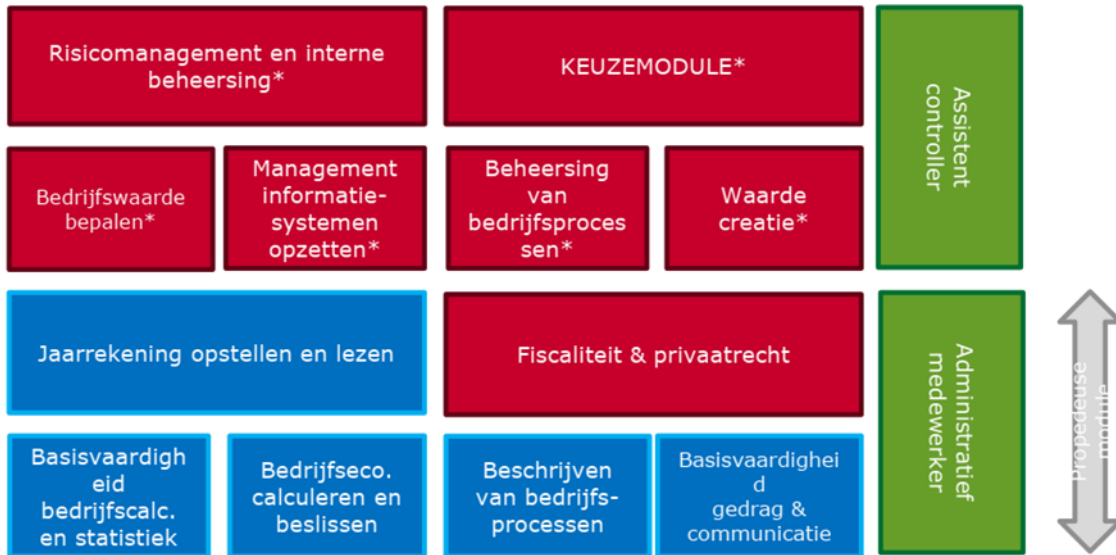 Risicomanagement en interne
beheersing*
KEUZEMODULE*
Assistent
controller
Bedrijfswaarde
bepalen*
Management
informatie-
systemen
opzetten*
Beheersing
van
bedrijfsproces
sen*
Waarde
creatie*
Jaarrekening opstellen en lezen
Fiscaliteit & privaatrecht
Administratief
medewerker
Basisvaardigh
eid
bedrijfscalc.
en statistiek
Bedrijfseco.
calculeren en
beslissen
Beschrijven
van bedrijfs-
processen
Basisvaardighei
d
gedrag &
communicatie
Propedeuse
module